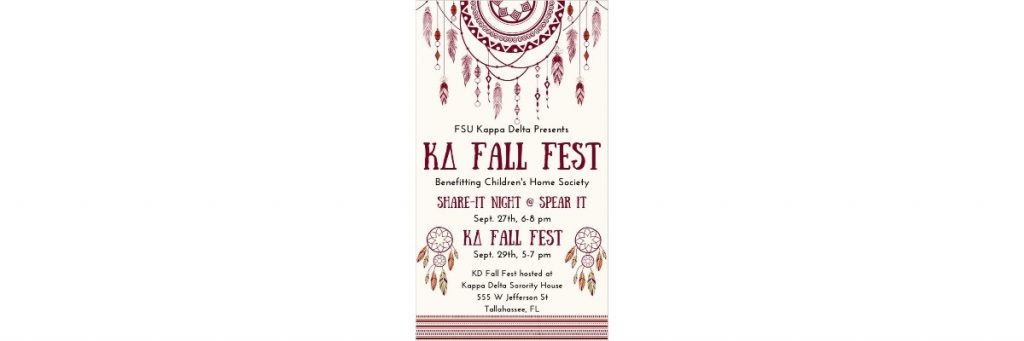 FSU Kappa Delta Presents
KΔ FALL FEST
Benefitting Children's Home Society
SHARE-IT NIGHT @ SPEAR IT
Sept. 27th, 6-8 pm
KΔ FALL FEST
Sept. 29th, 5-7 pm
KD Fall Fest hosted at
Kappa Delta Sorority House
555 W Jefferson St
Tallahassee, FL